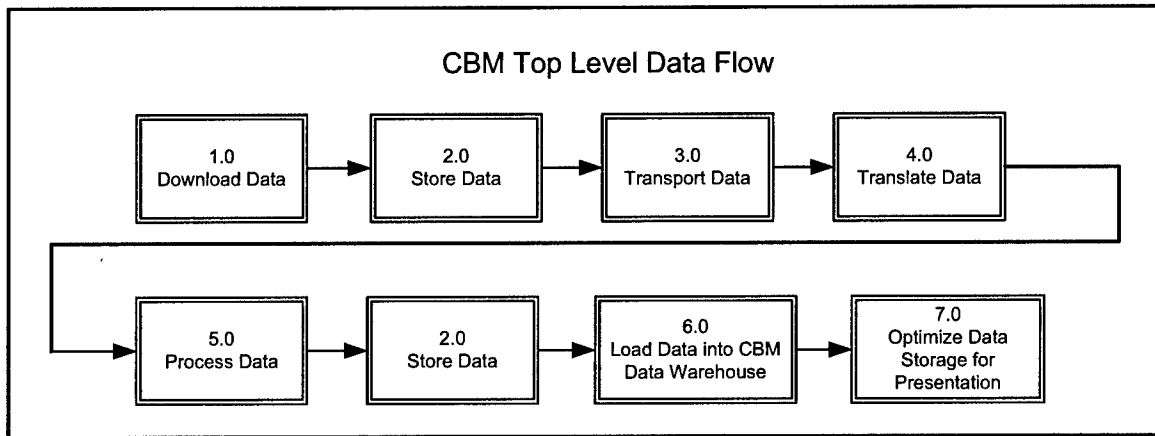 CBM Top Level Data Flow
1.0
Download Data
2.0
Store Data
3.0
Transport Data
4.0
Translate Data
5.0
Process Data
2.0
Store Data
6.0
Load Data into CBM
Data Warehouse
7.0
Optimize Data
Storage for
Presentation